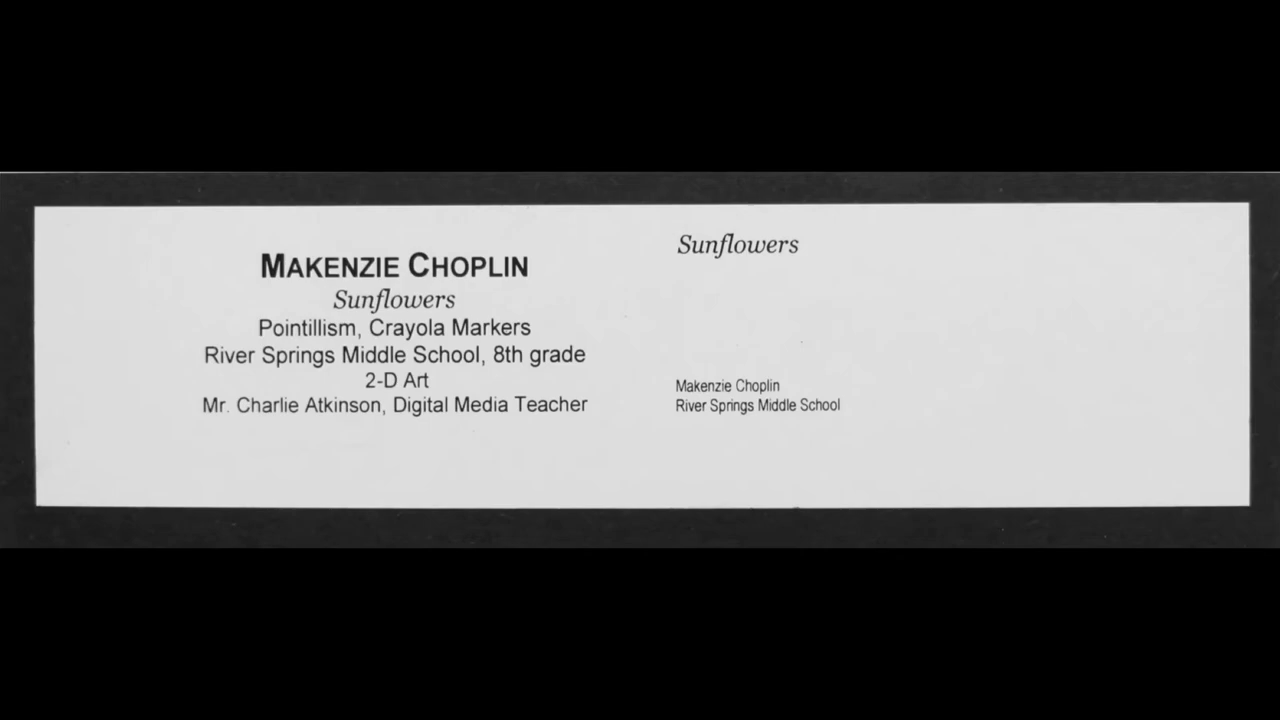 MAKENZIE CHOPLIN
Sunflowers
Pointillism, Crayola Markers
River Springs Middle School, 8th grade
2-D Art
Mr. Charlie Atkinson, Digital Media Teacher
Sunflowers
Makenzie Choplin
River Springs Middle School